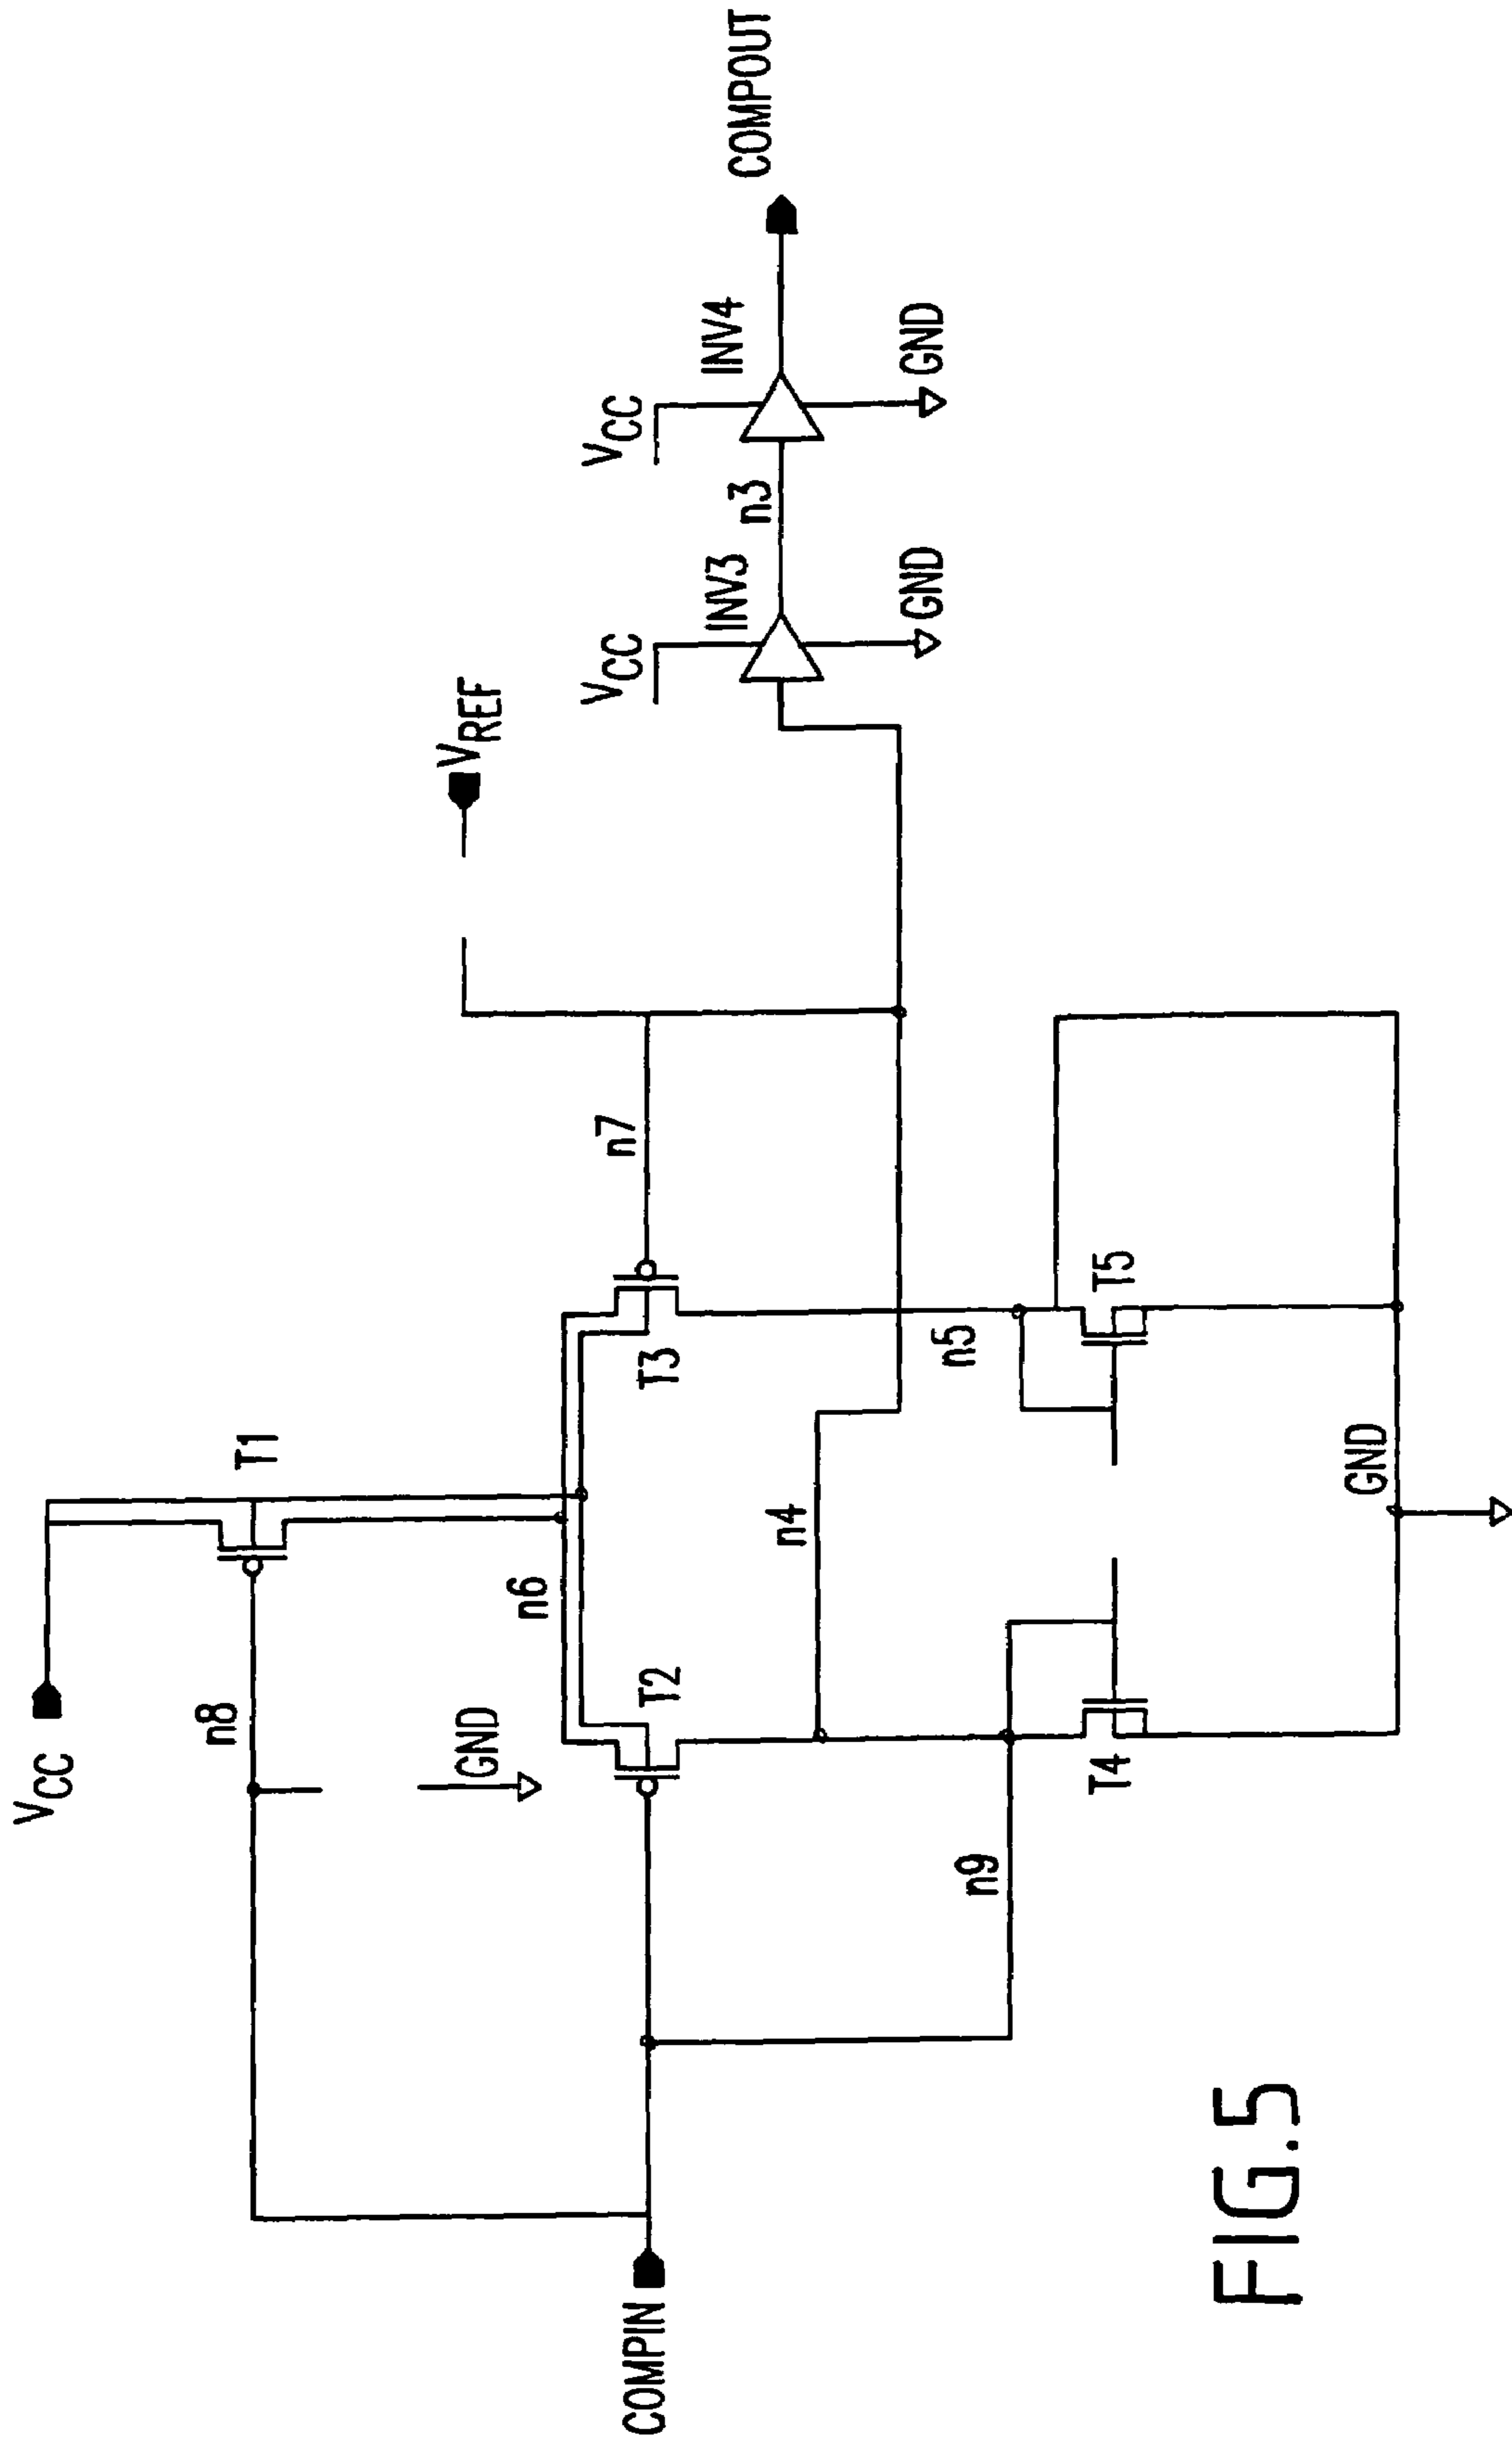 VCC
T1
n8
GND
n6
T2
T3
n7
VREF
COMPIN
n4
VCC
INV3
n3
VCC
INV4
COMPOUT
GND
GND
n9
n5
T4
T5
GND
FIG.5